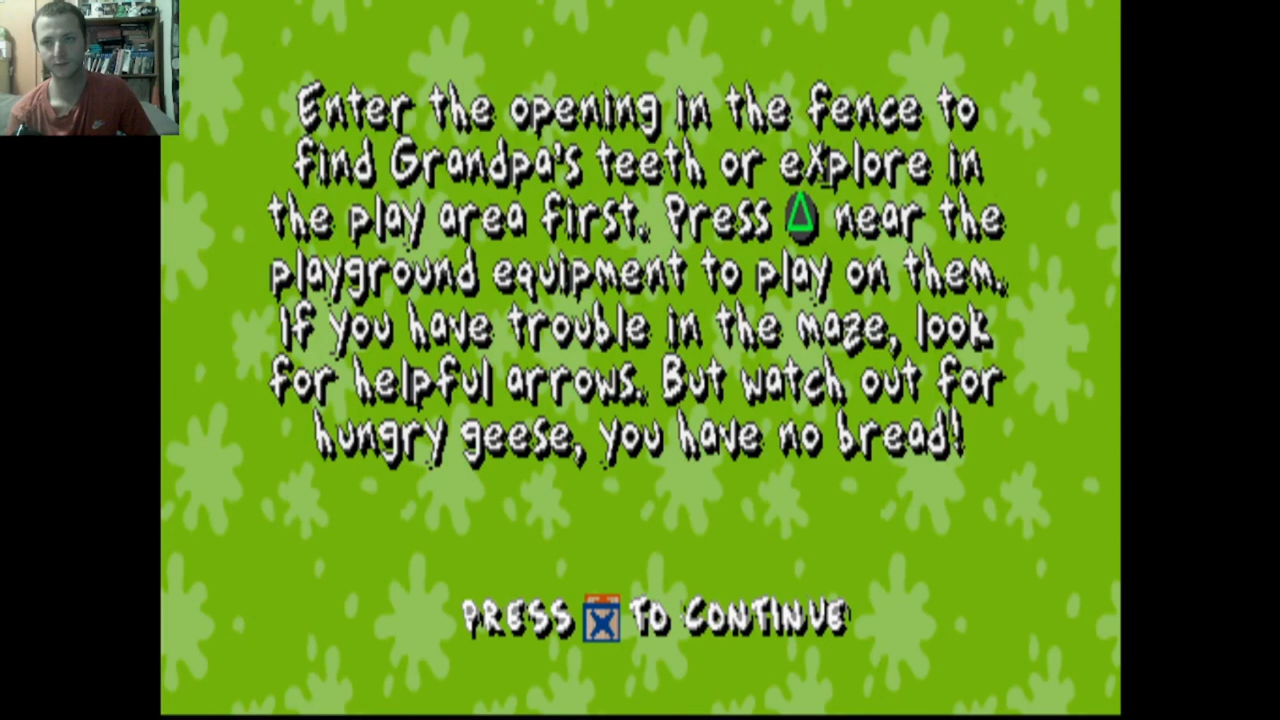 Enter the opening in the fence to
find Grandpa's teeth or explore in
the play area first. Press near the
playground equipment to play on them.
If you have trouble in the maze, look
for helpful arrows. But watch out for
hungry geese, you have no bread!
PRESS X TO CONTINUE